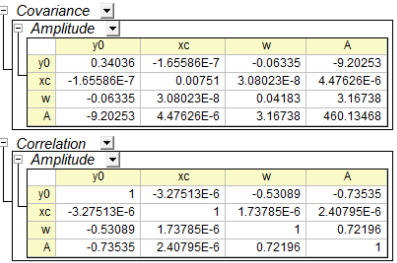 Covariance
Amplitude
y0 xc w A
y0 0.34036 -1.65586E-7 -0.06335 -9.20253
xc -1.65586E-7 0.00751 3.08023E-8 4.47626E-6
w -0.06335 3.08023E-8 0.04183 3.16738
A -9.20253 4.47626E-6 3.16738 460.13468
Correlation
Amplitude
y0 xc w A
y0 1 -3.27513E-6 -0.53089 -0.73535
xc -3.27513E-6 1 1.73785E-6 2.40795E-6
w -0.53089 1.73785E-6 1 0.72196
A -0.73535 2.40795E-6 0.72196 1